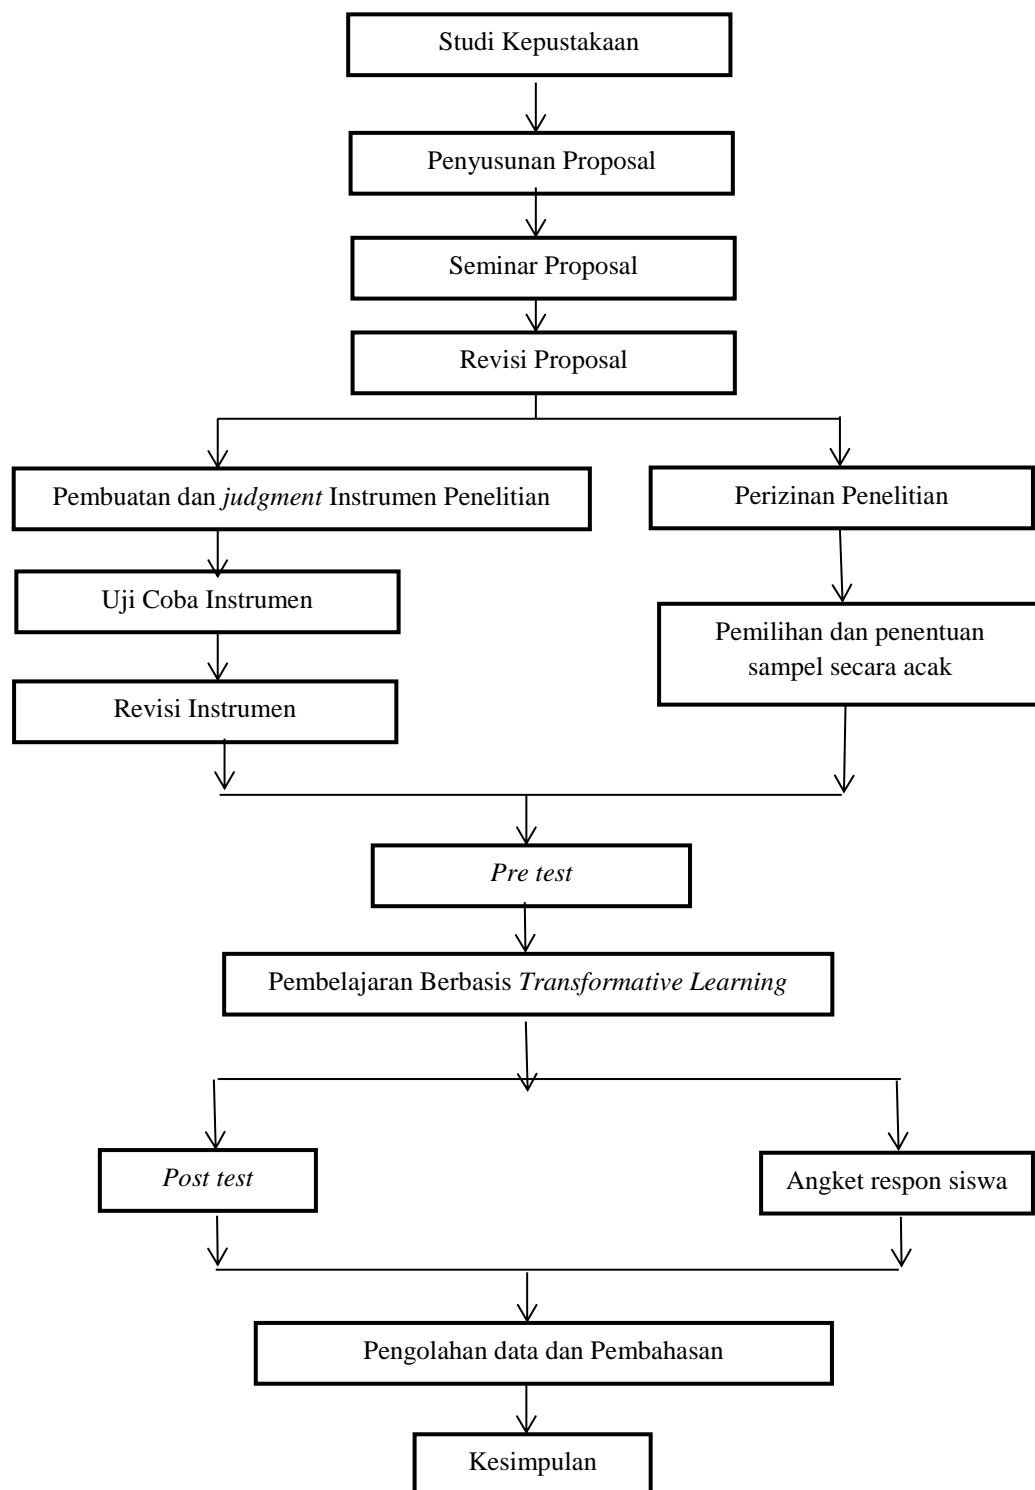 Studi Kepustakaan
Penyusunan Proposal
Seminar Proposal
Revisi Proposal
Pembuatan dan judgment Instrumen Penelitian
Perizinan Penelitian
Uji Coba Instrumen
Pemilihan dan penentuan
sampel secara acak
Revisi Instrumen
Pre test
Pembelajaran Berbasis Transformative Learning
Post test
Angket respon siswa
Pengolahan data dan Pembahasan
Kesimpulan